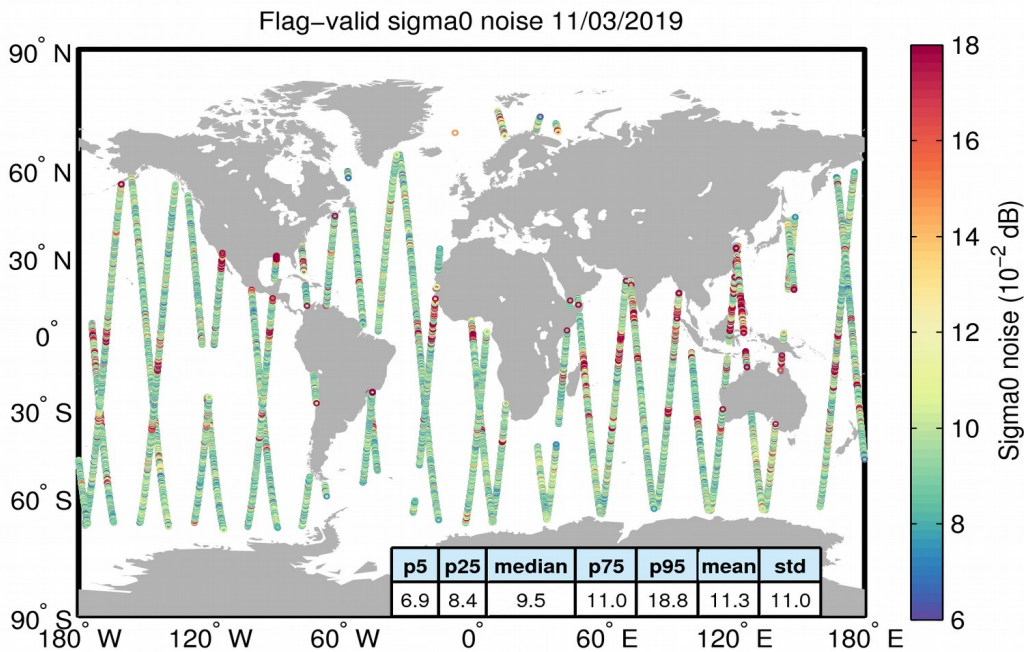 Flag−valid sigma0 noise 11/03/2019
90° N
60° N
30° N
0°
30° S
60° S
90° S
180° W
120° W
60° W
0°
60° E
120° E
180° E
p5 p25 median p75 p95 mean std
6.9 8.4 9.5 11.0 18.8 11.3 11.0
18
16
14
12
10
8
6
Sigma0 noise (10⁻² dB)